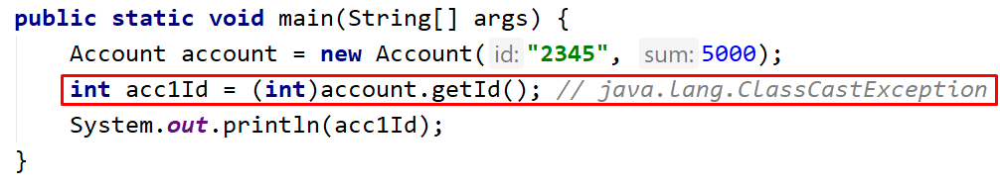 public static void main(String[] args) {
    Account account = new Account(id: "2345", sum: 5000);
    int acc1Id = (int)account.getId(); // java.lang.ClassCastException
    System.out.println(acc1Id);
}